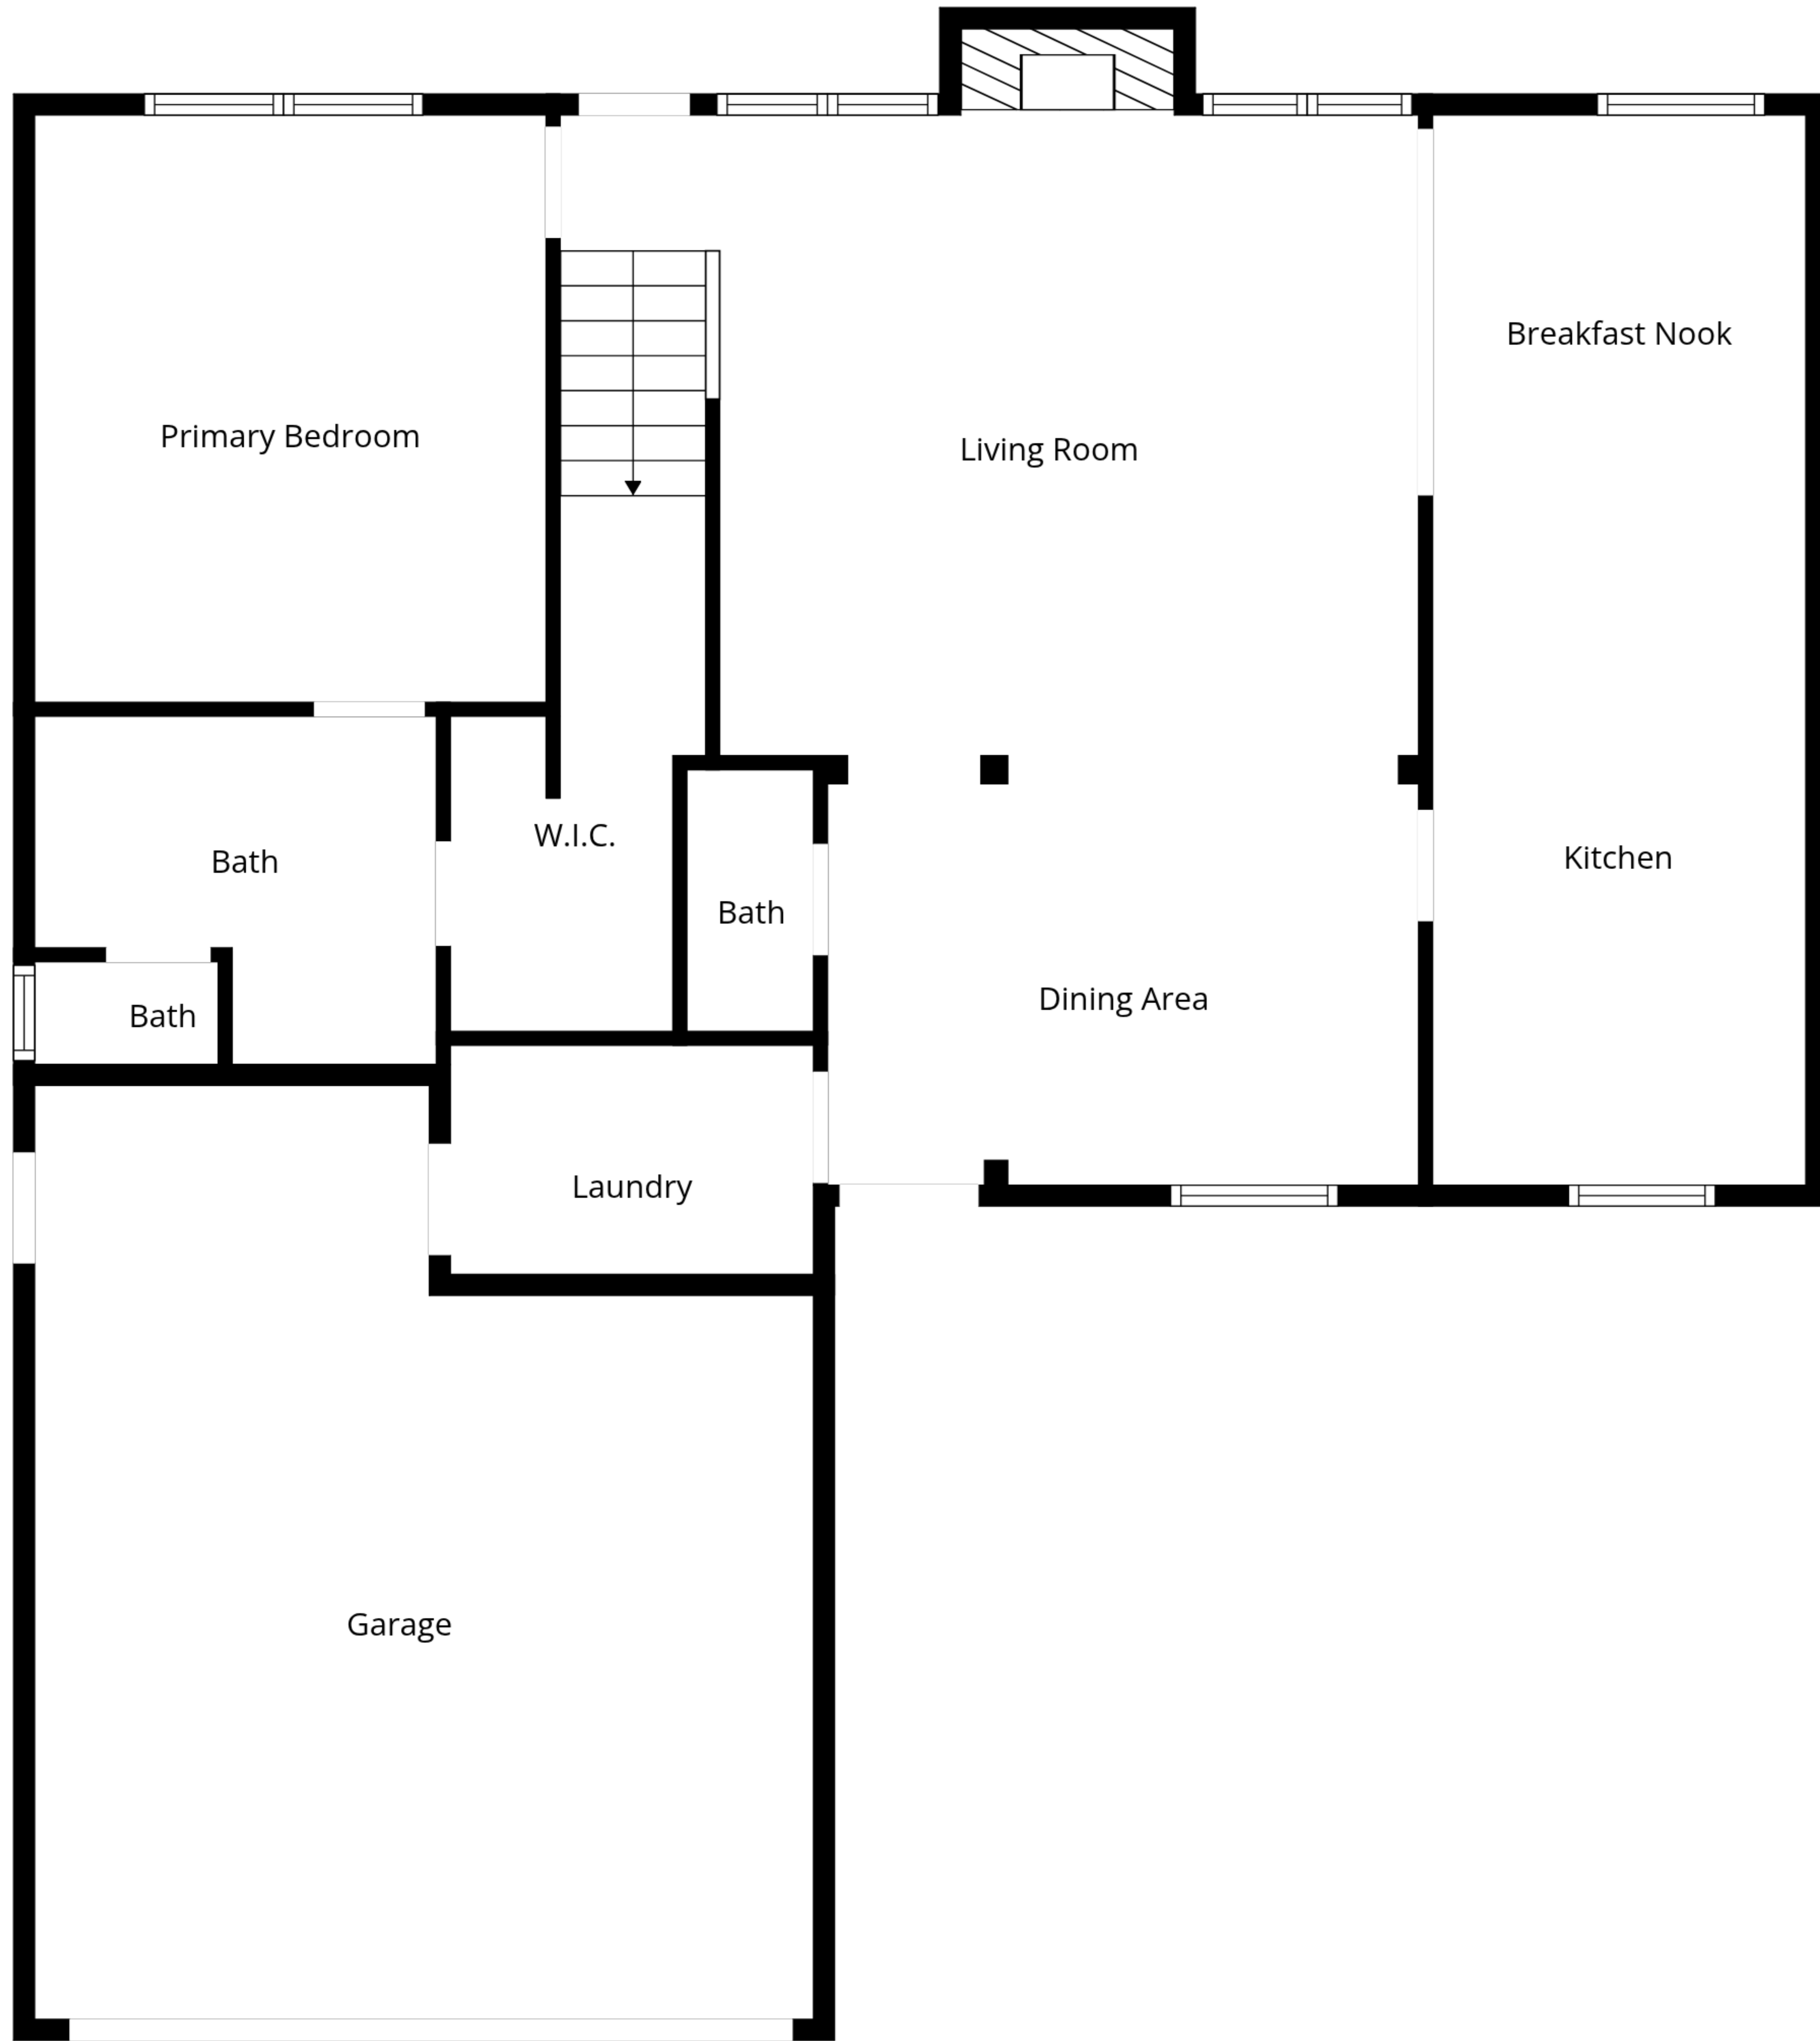 Breakfast Nook
Primary Bedroom
Living Room
W.I.C.
Bath
Kitchen
Bath
Dining Area
Bath
Laundry
Garage